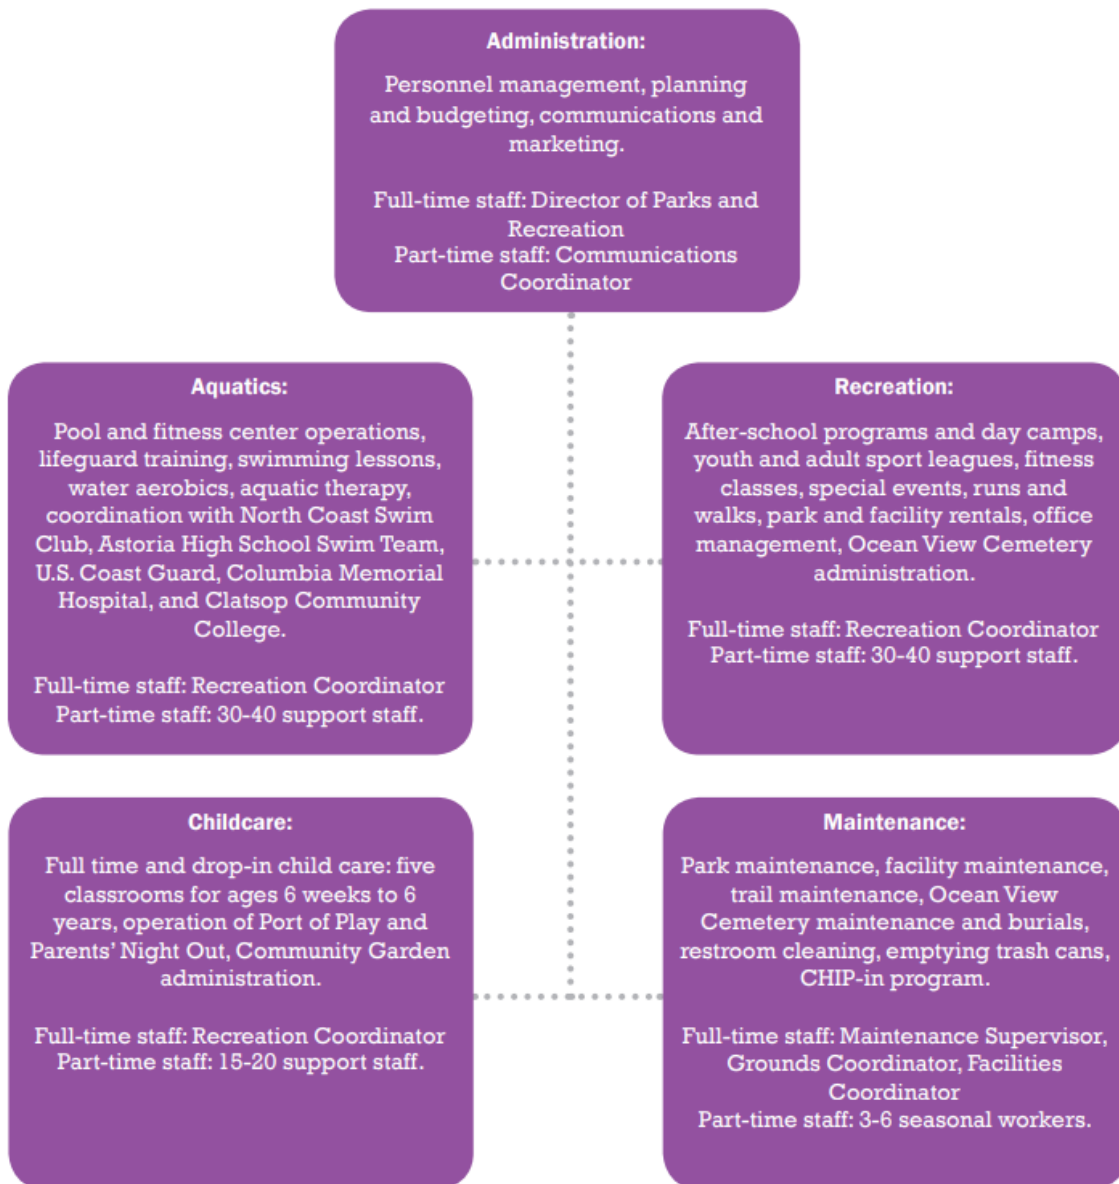 Administration:
Personnel management, planning
and budgeting, communications and
marketing.
Full-time staff: Director of Parks and
Recreation
Part-time staff: Communications
Coordinator
Aquatics:
Pool and fitness center operations,
lifeguard training, swimming lessons,
water aerobics, aquatic therapy,
coordination with North Coast Swim
Club, Astoria High School Swim Team,
U.S. Coast Guard, Columbia Memorial
Hospital, and Clatsop Community
College.
Full-time staff: Recreation Coordinator
Part-time staff: 30-40 support staff.
Recreation:
After-school programs and day camps,
youth and adult sport leagues, fitness
classes, special events, runs and
walks, park and facility rentals, office
management, Ocean View Cemetery
administration.
Full-time staff: Recreation Coordinator
Part-time staff: 30-40 support staff.
Childcare:
Full time and drop-in child care: five
classrooms for ages 6 weeks to 6
years, operation of Port of Play and
Parents’ Night Out, Community Garden
administration.
Full-time staff: Recreation Coordinator
Part-time staff: 15-20 support staff.
Maintenance:
Park maintenance, facility maintenance,
trail maintenance, Ocean View
Cemetery maintenance and burials,
restroom cleaning, emptying trash cans,
CHIP-in program.
Full-time staff: Maintenance Supervisor,
Grounds Coordinator, Facilities
Coordinator
Part-time staff: 3-6 seasonal workers.